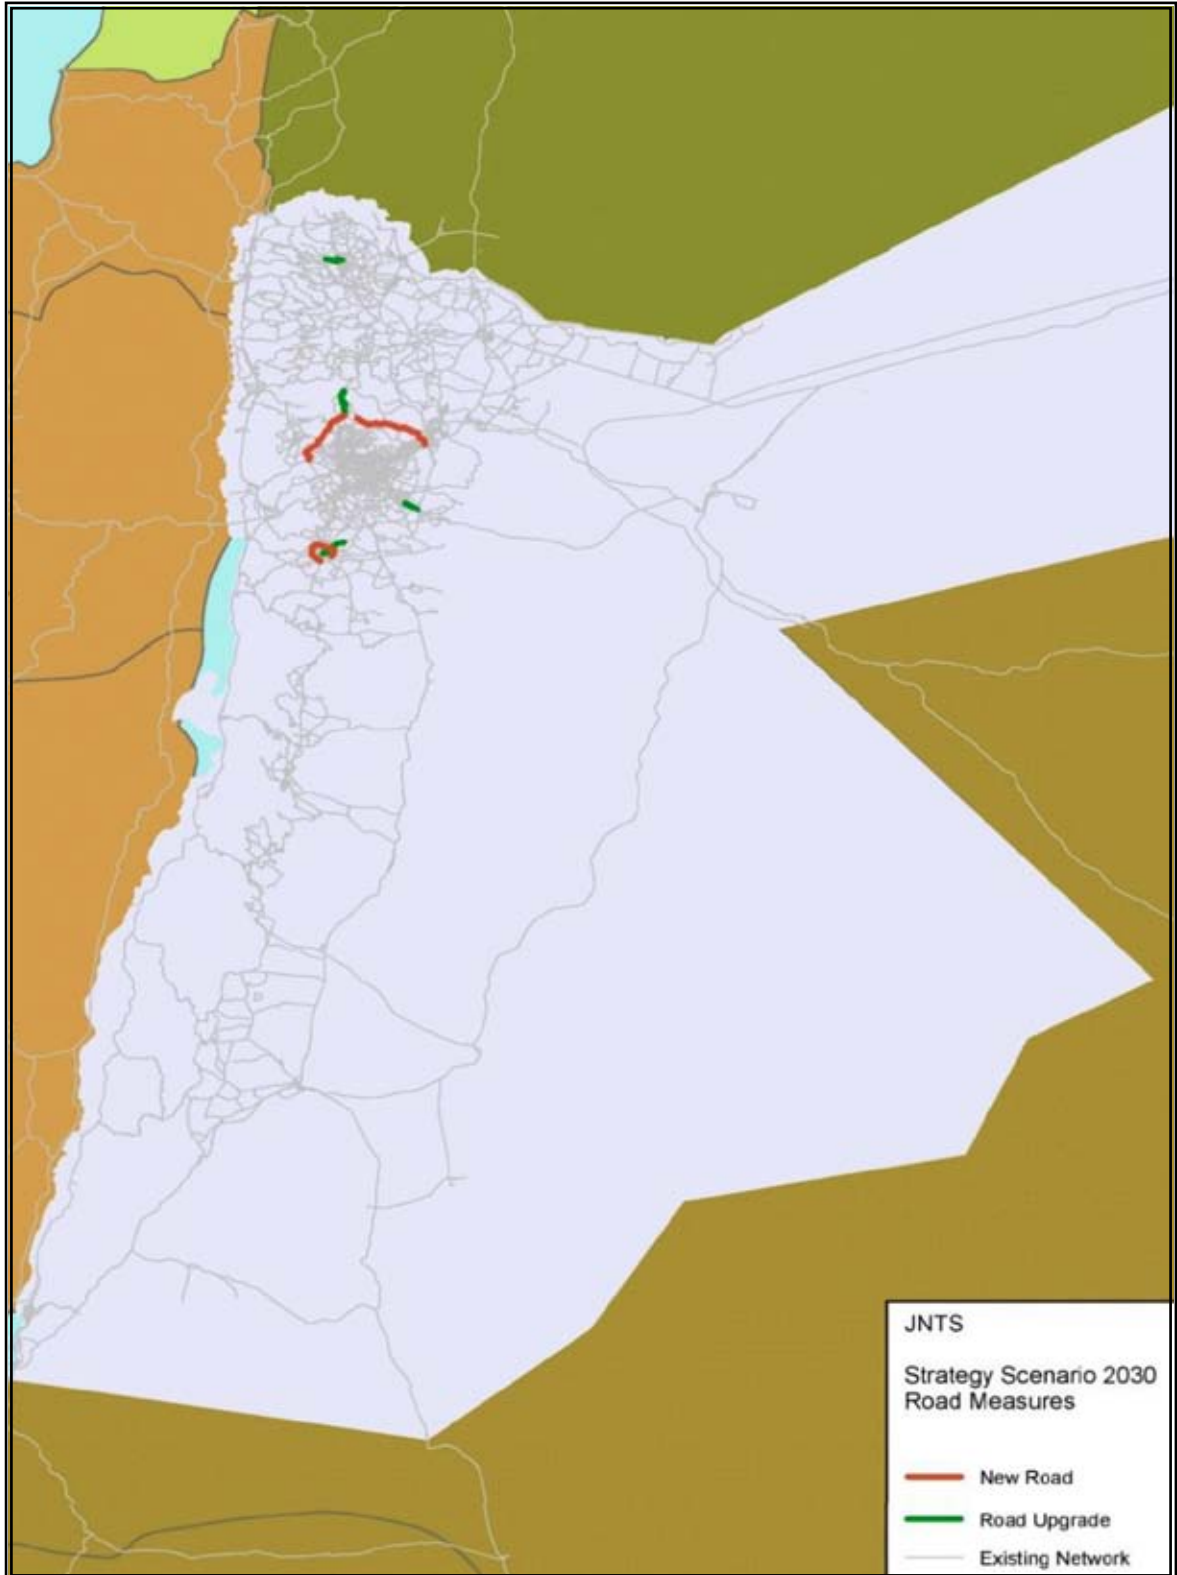 JNTS
Strategy Scenario 2030
Road Measures
New Road
Road Upgrade
Existing Network